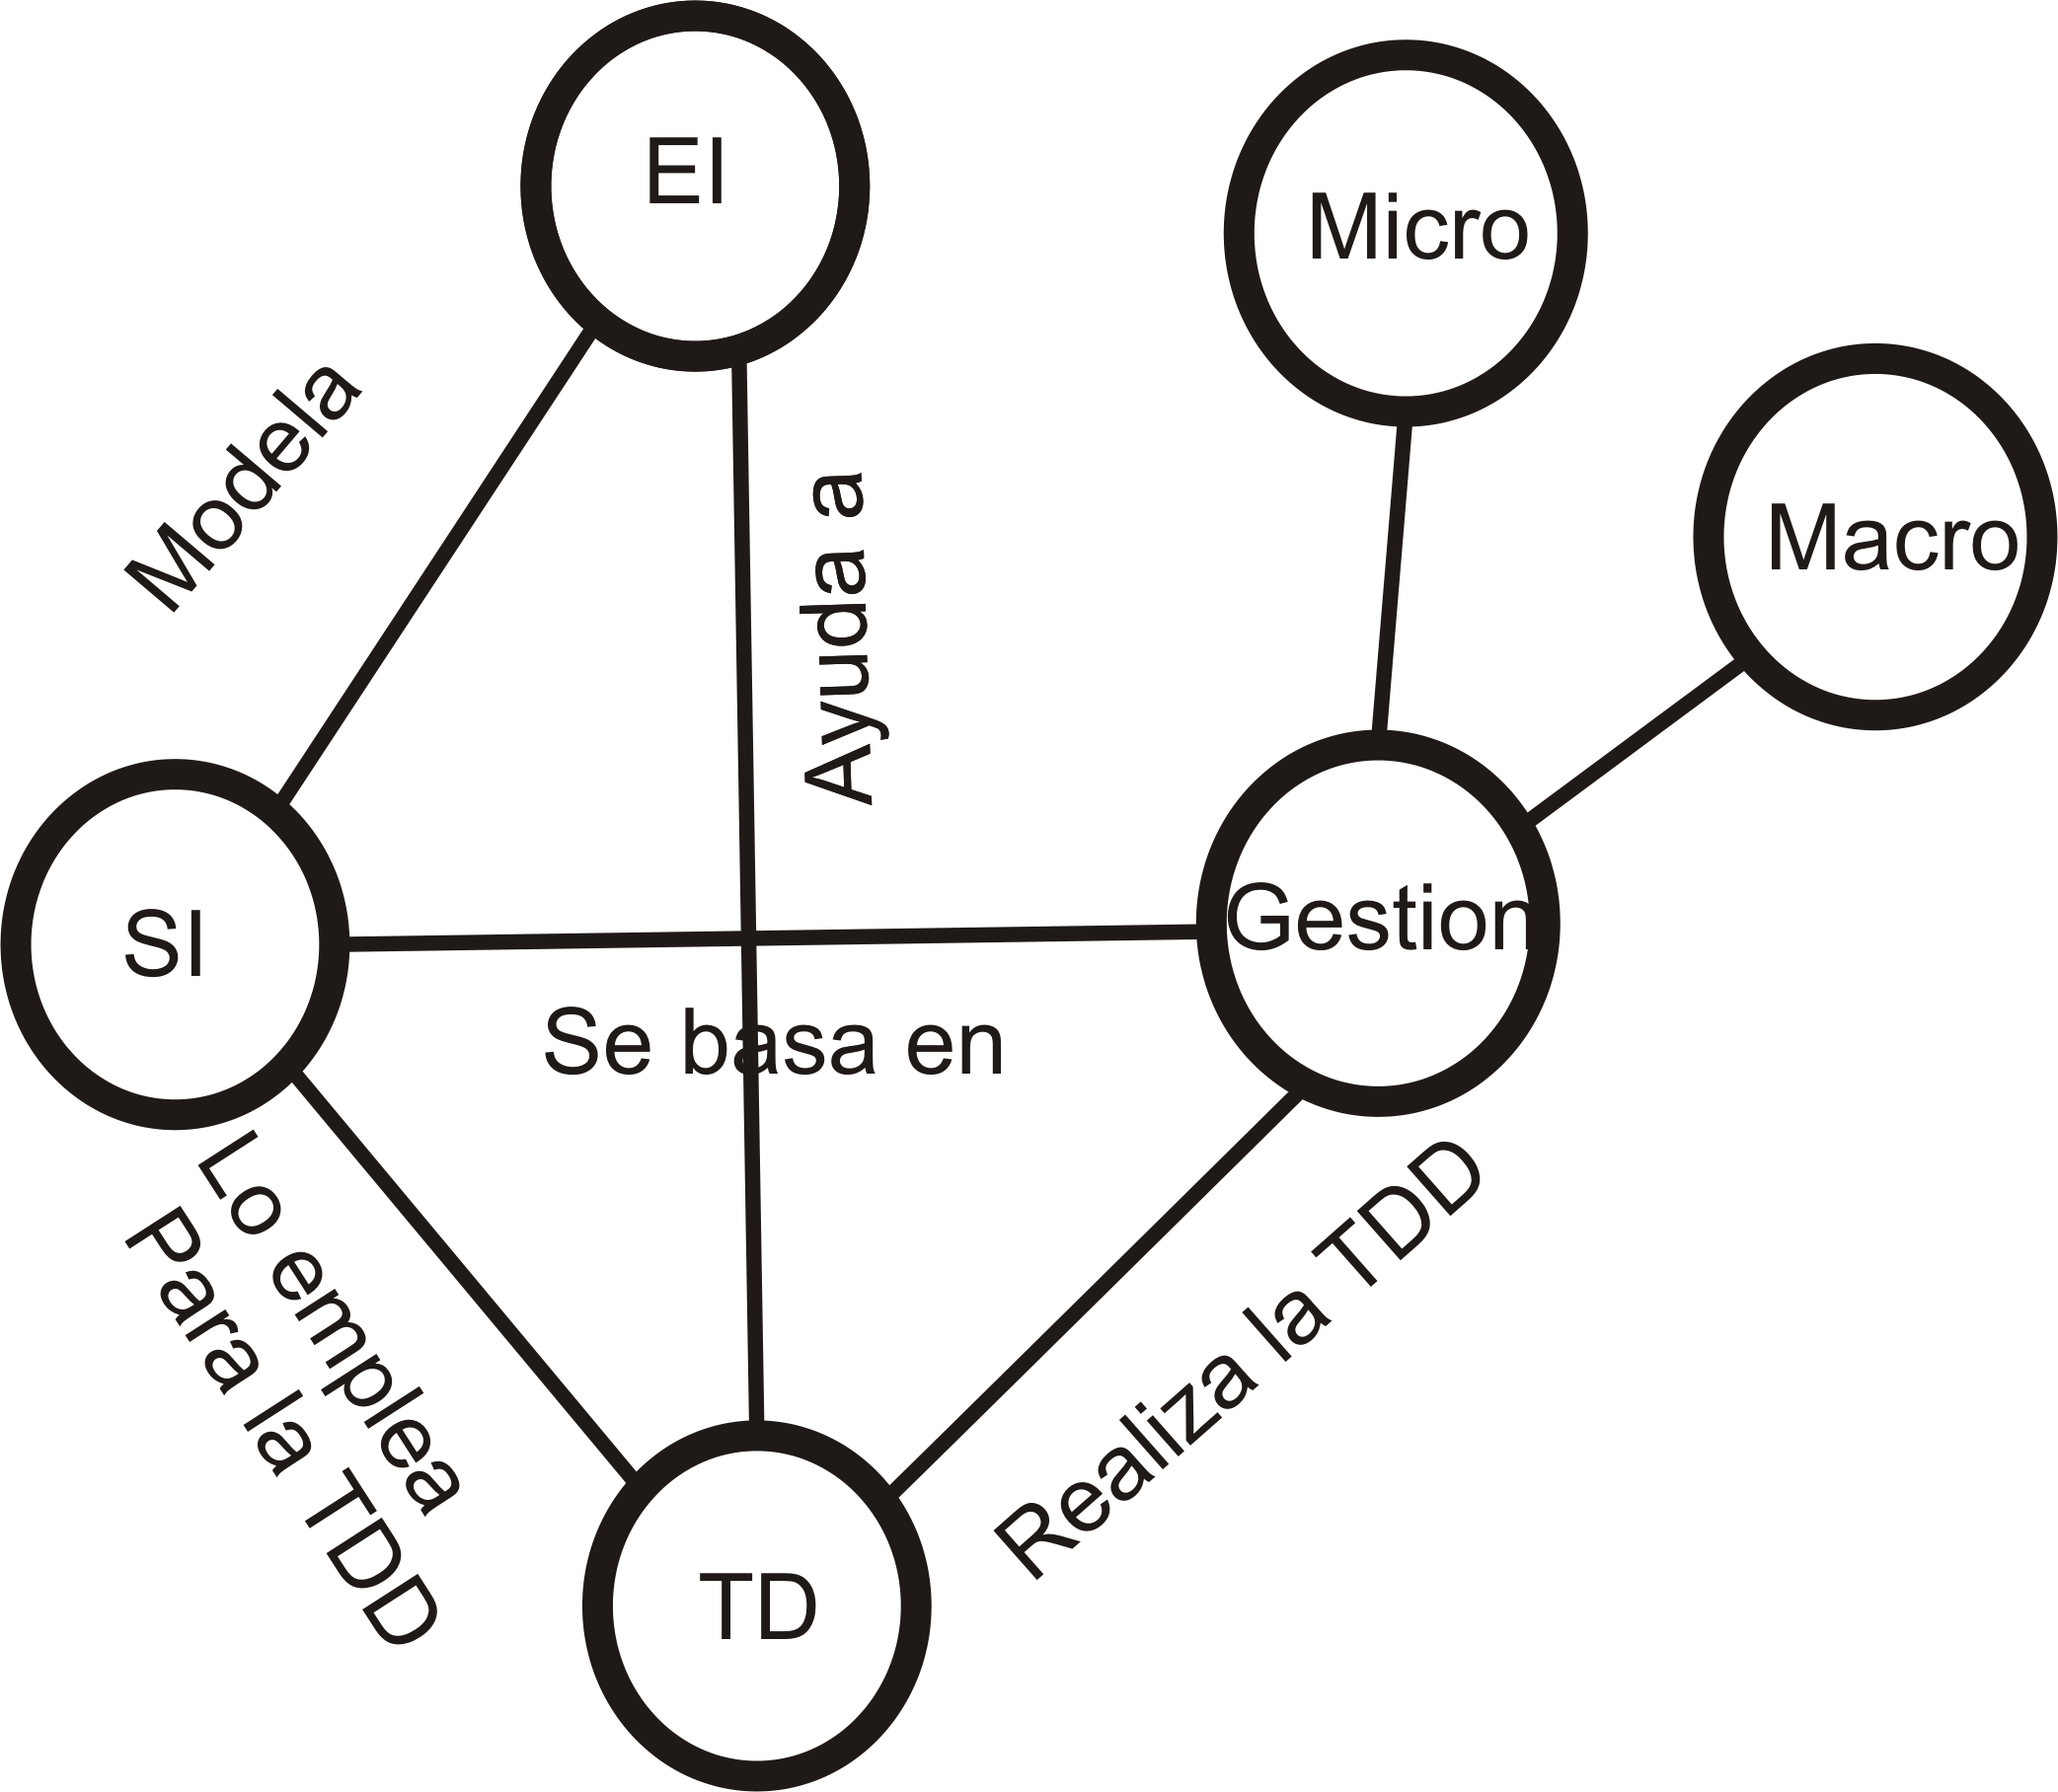 EI
Micro
Macro
Modela
Ayuda a
SI
Gestion
Se basa en
Lo emplea
Para la TDD
Realiza la TDD
TD